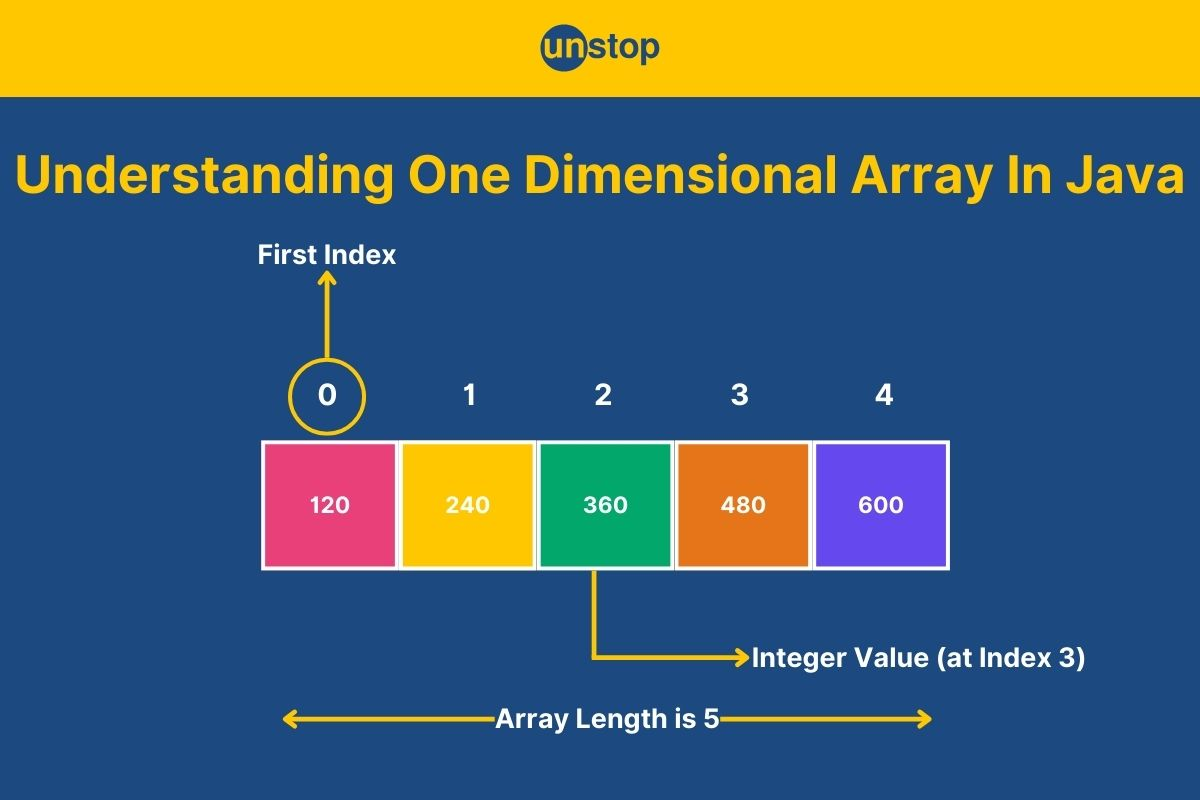 unstop
Understanding One Dimensional Array In Java
First Index
0 1 2 3 4
120 240 360 480 600
Integer Value (at Index 3)
Array Length is 5